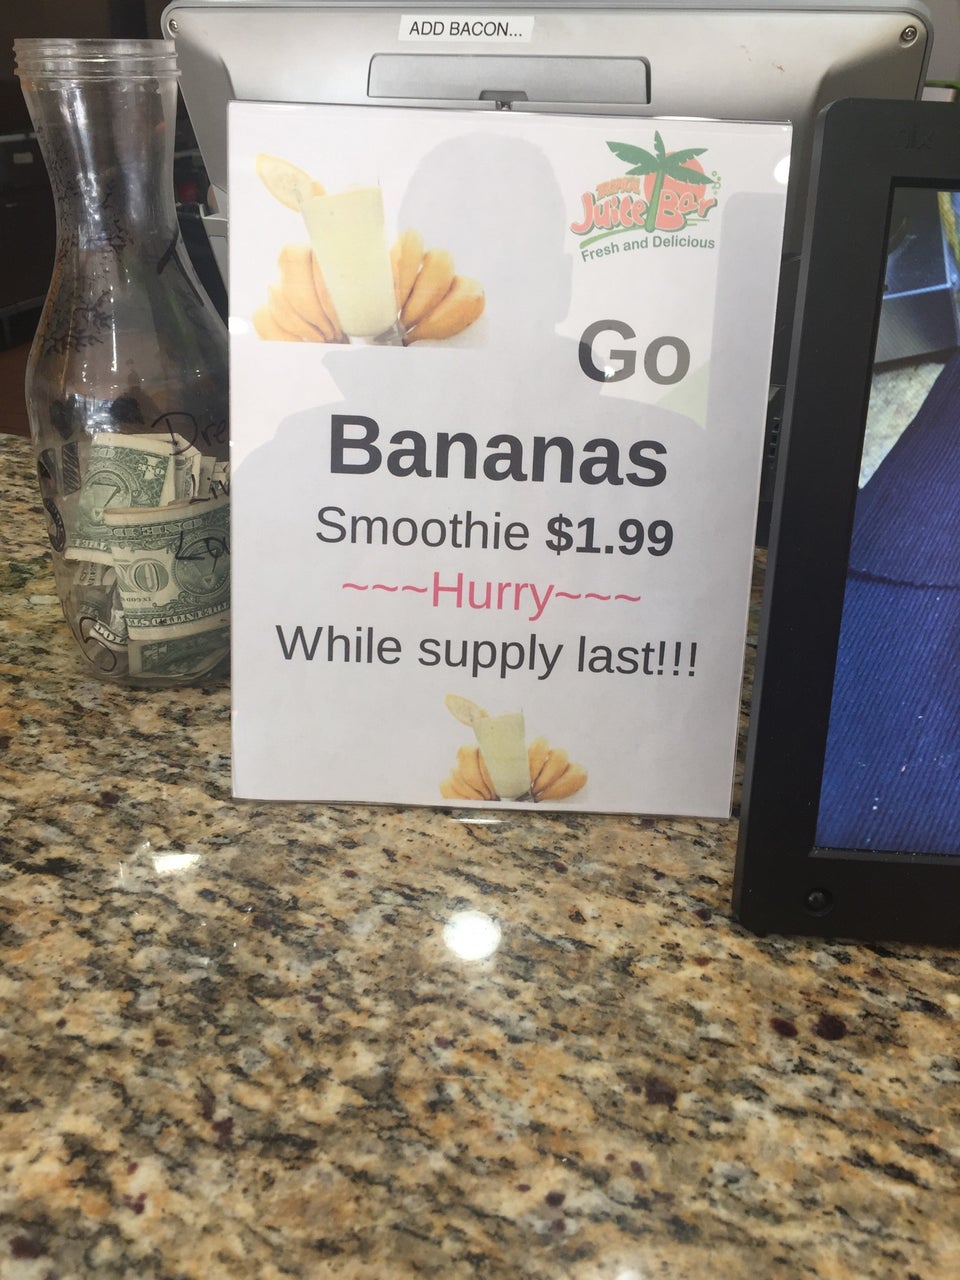 ADD BACON...
Juice Bar
Fresh and Delicious
Go
Bananas
Smoothie $1.99
~~~Hurry~~~
While supply last!!!